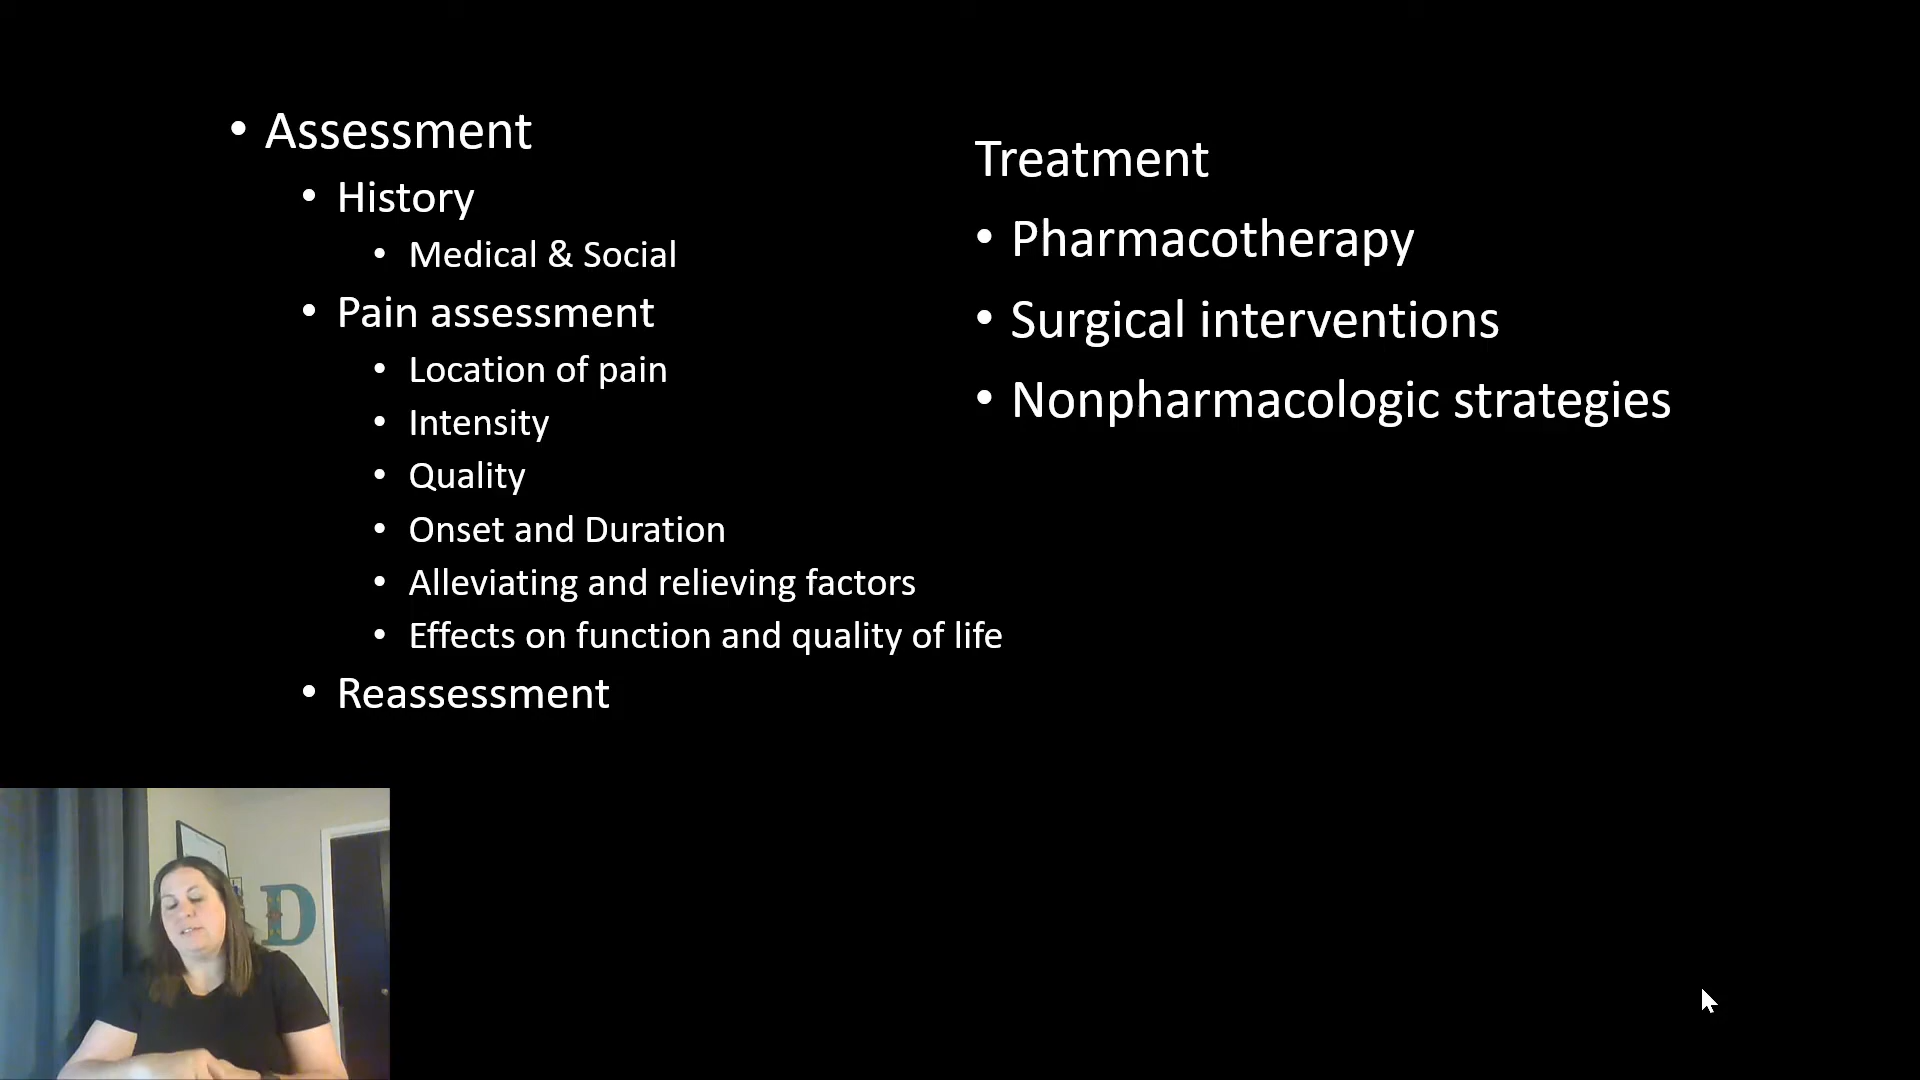 • Assessment
• History
• Medical & Social
• Pain assessment
• Location of pain
• Intensity
• Quality
• Onset and Duration
• Alleviating and relieving factors
• Effects on function and quality of life
• Reassessment
Treatment
• Pharmacotherapy
• Surgical interventions
• Nonpharmacologic strategies
D